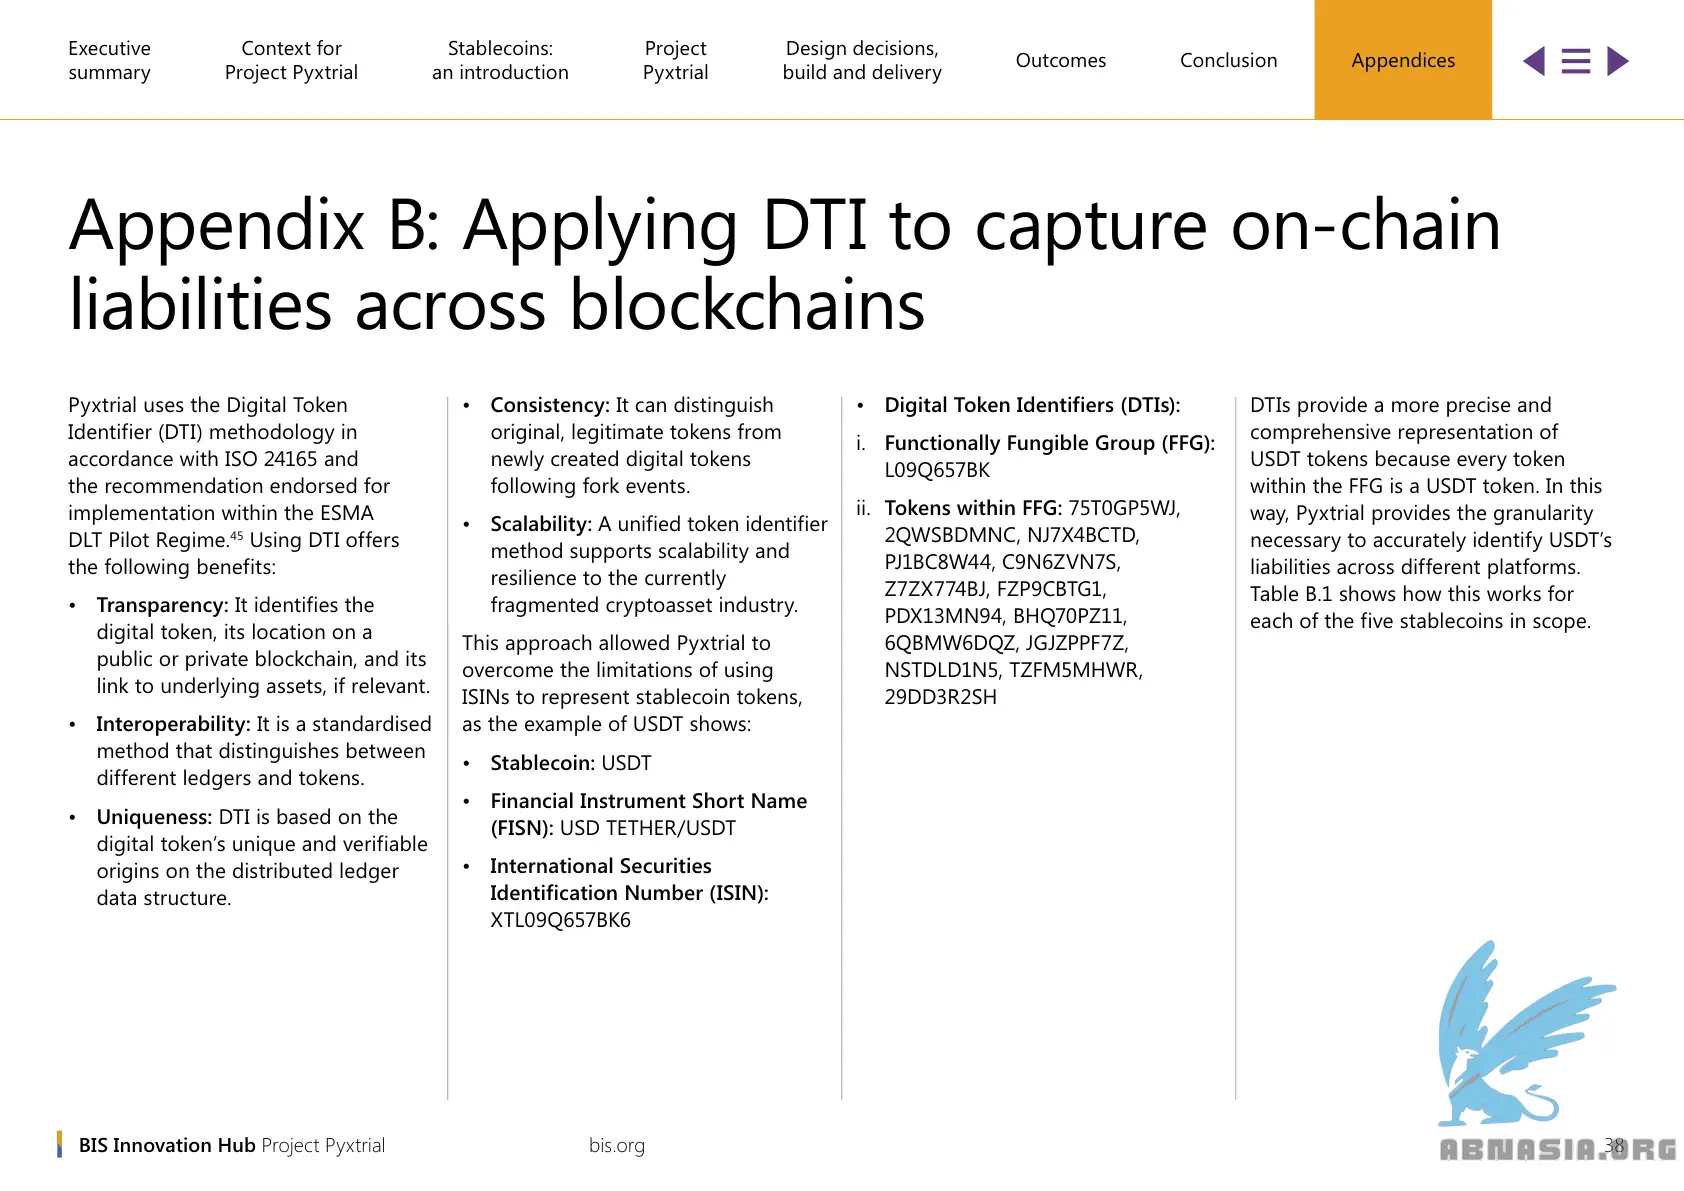 Executive
summary
Context for
Project Pyxtrial
Stablecoins:
an introduction
Project
Pyxtrial
Design decisions,
build and delivery
Outcomes
Conclusion
Appendices
Appendix B: Applying DTI to capture on-chain
liabilities across blockchains
Pyxtrial uses the Digital Token
Identifier (DTI) methodology in
accordance with ISO 24165 and
the recommendation endorsed for
implementation within the ESMA
DLT Pilot Regime.45 Using DTI offers
the following benefits:
• Transparency: It identifies the
digital token, its location on a
public or private blockchain, and its
link to underlying assets, if relevant.
• Interoperability: It is a standardised
method that distinguishes between
different ledgers and tokens.
• Uniqueness: DTI is based on the
digital token’s unique and verifiable
origins on the distributed ledger
data structure.
• Consistency: It can distinguish
original, legitimate tokens from
newly created digital tokens
following fork events.
• Scalability: A unified token identifier
method supports scalability and
resilience to the currently
fragmented cryptoasset industry.
This approach allowed Pyxtrial to
overcome the limitations of using
ISINs to represent stablecoin tokens,
as the example of USDT shows:
• Stablecoin: USDT
• Financial Instrument Short Name
(FISN): USD TETHER/USDT
• International Securities
Identification Number (ISIN):
XTL09Q657BK6
• Digital Token Identifiers (DTIs):
i. Functionally Fungible Group (FFG):
L09Q657BK
ii. Tokens within FFG: 75T0GP5WJ,
2QWSBDMNC, NJ7X4BCTD,
PJ1BC8W44, C9N6ZVN7S,
Z7ZX774BJ, FZP9CBTG1,
PDX13MN94, BHQ70PZ11,
6QBMW6DQZ, JGJZPPF7Z,
NSTDLD1N5, TZFM5MHWR,
29DD3R2SH
DTIs provide a more precise and
comprehensive representation of
USDT tokens because every token
within the FFG is a USDT token. In this
way, Pyxtrial provides the granularity
necessary to accurately identify USDT’s
liabilities across different platforms.
Table B.1 shows how this works for
each of the five stablecoins in scope.
BIS Innovation Hub Project Pyxtrial
bis.org
38
ABNASIA.ORG